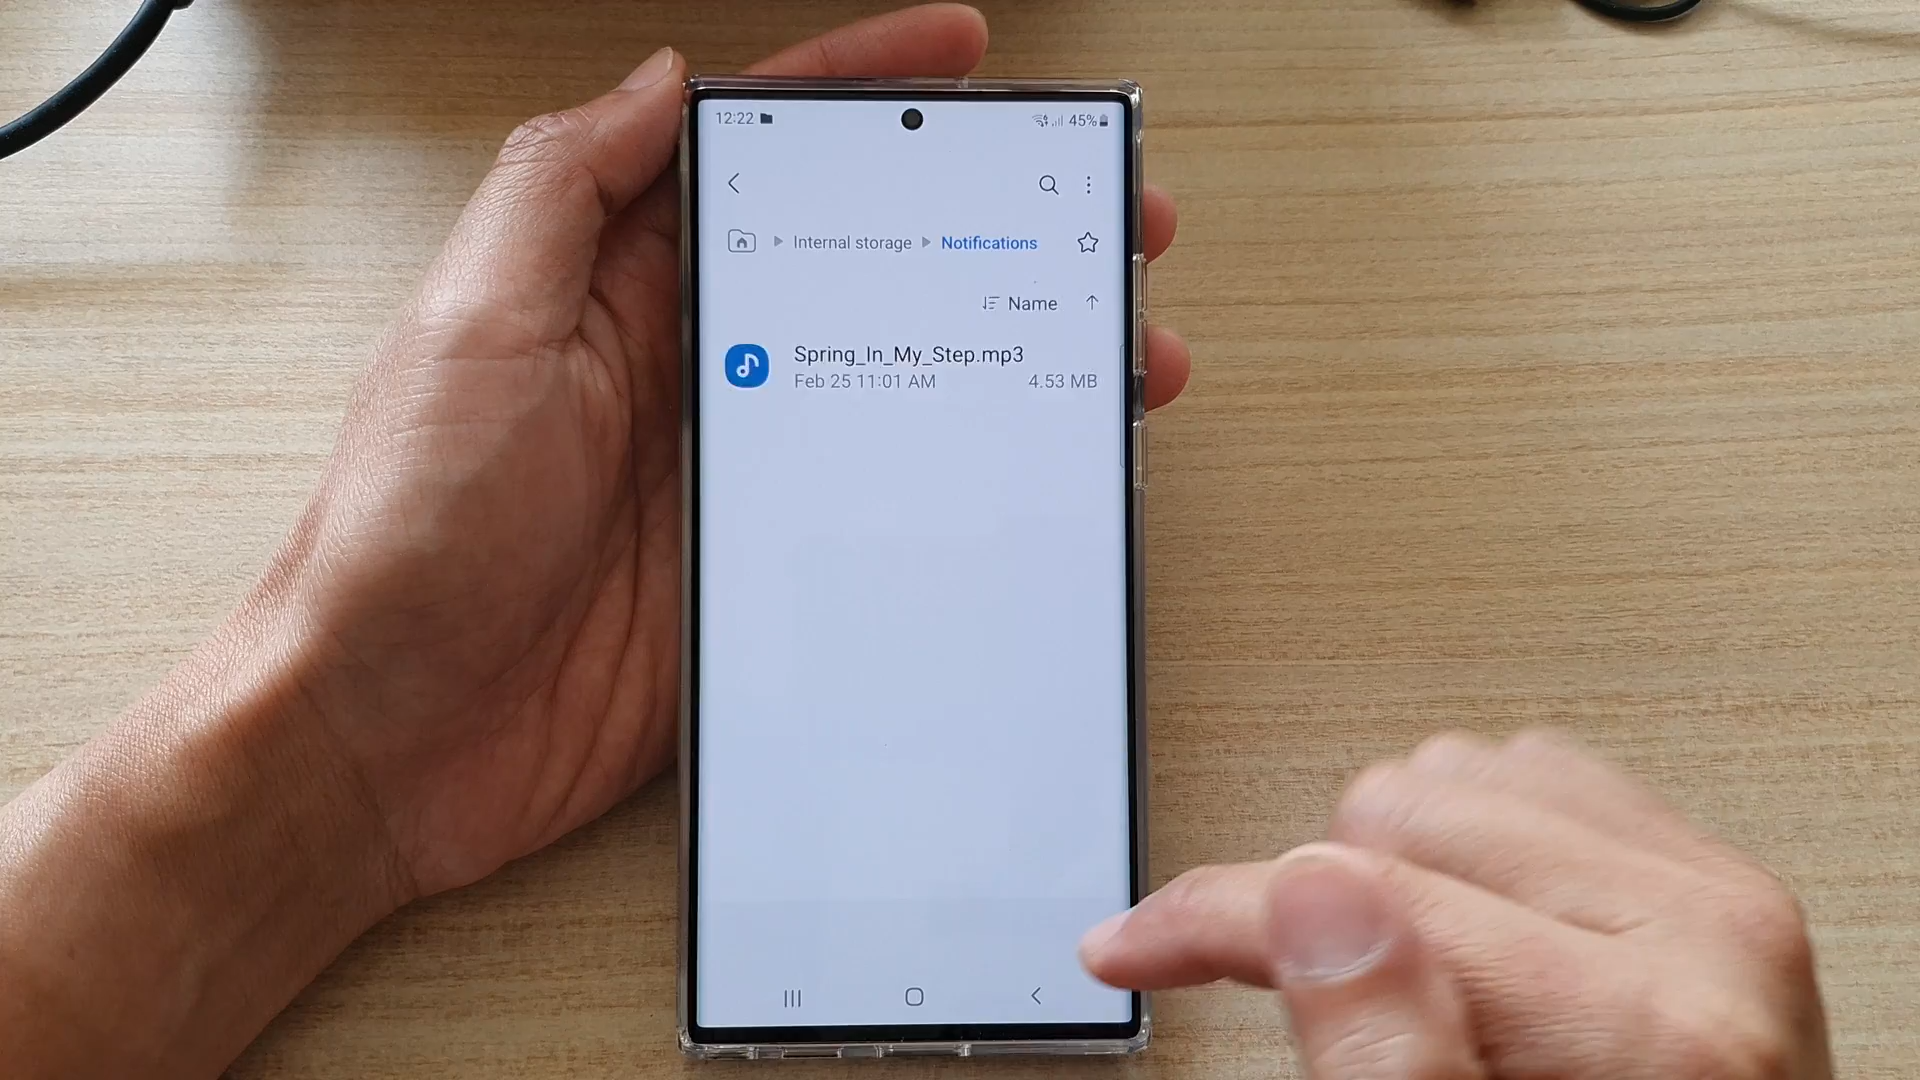 12:22 45%
Internal storage Notifications
Name
Spring_In_My_Step.mp3
Feb 25 11:01 AM 4.53 MB